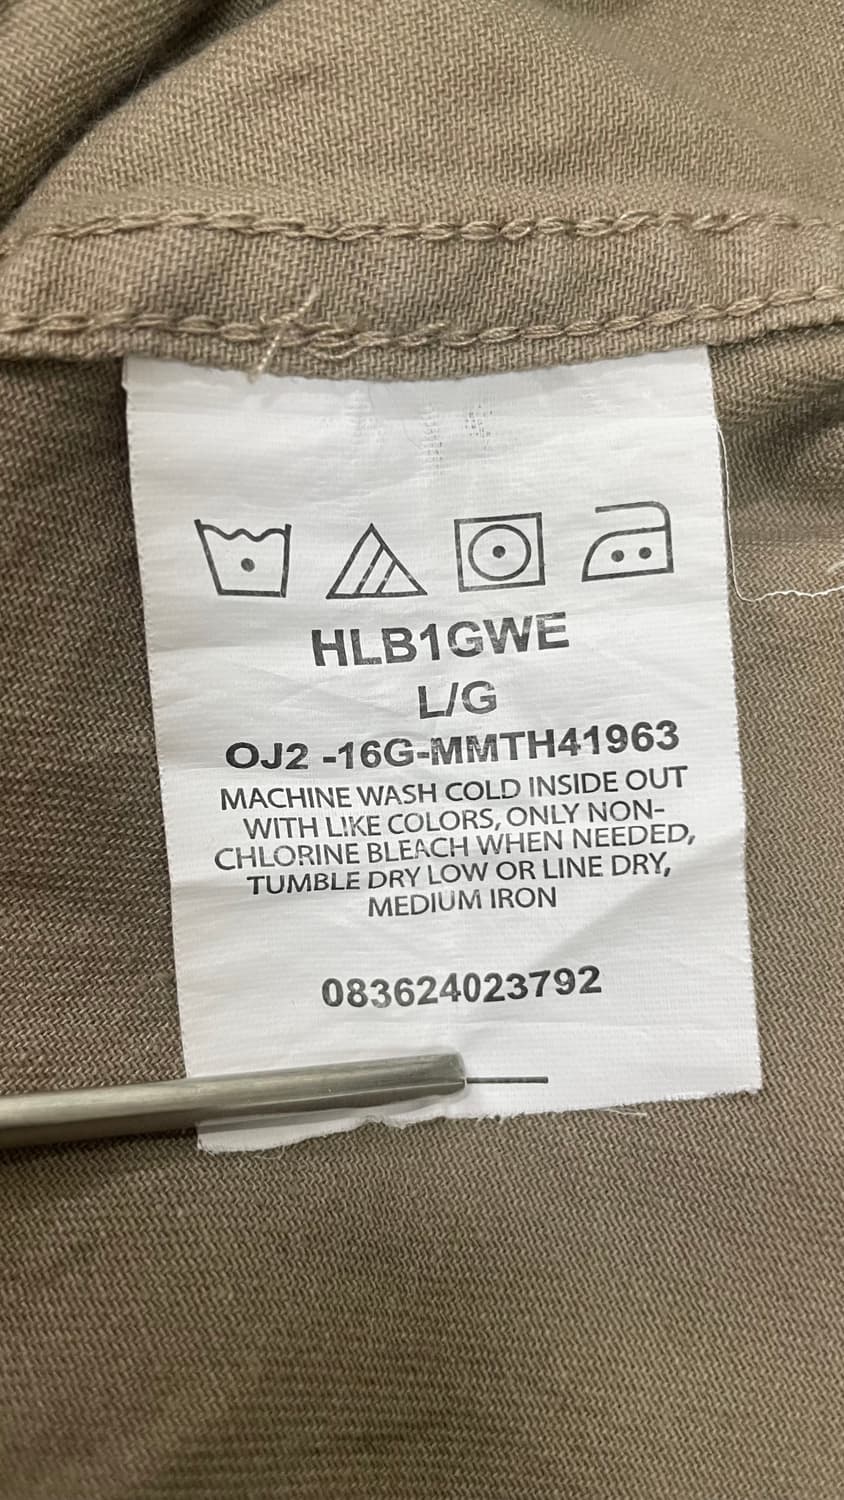 HLB1GWE
L/G
OJ2 -16G-MMTH41963
MACHINE WASH COLD INSIDE OUT
WITH LIKE COLORS, ONLY NON-
CHLORINE BLEACH WHEN NEEDED,
TUMBLE DRY LOW OR LINE DRY,
MEDIUM IRON
083624023792